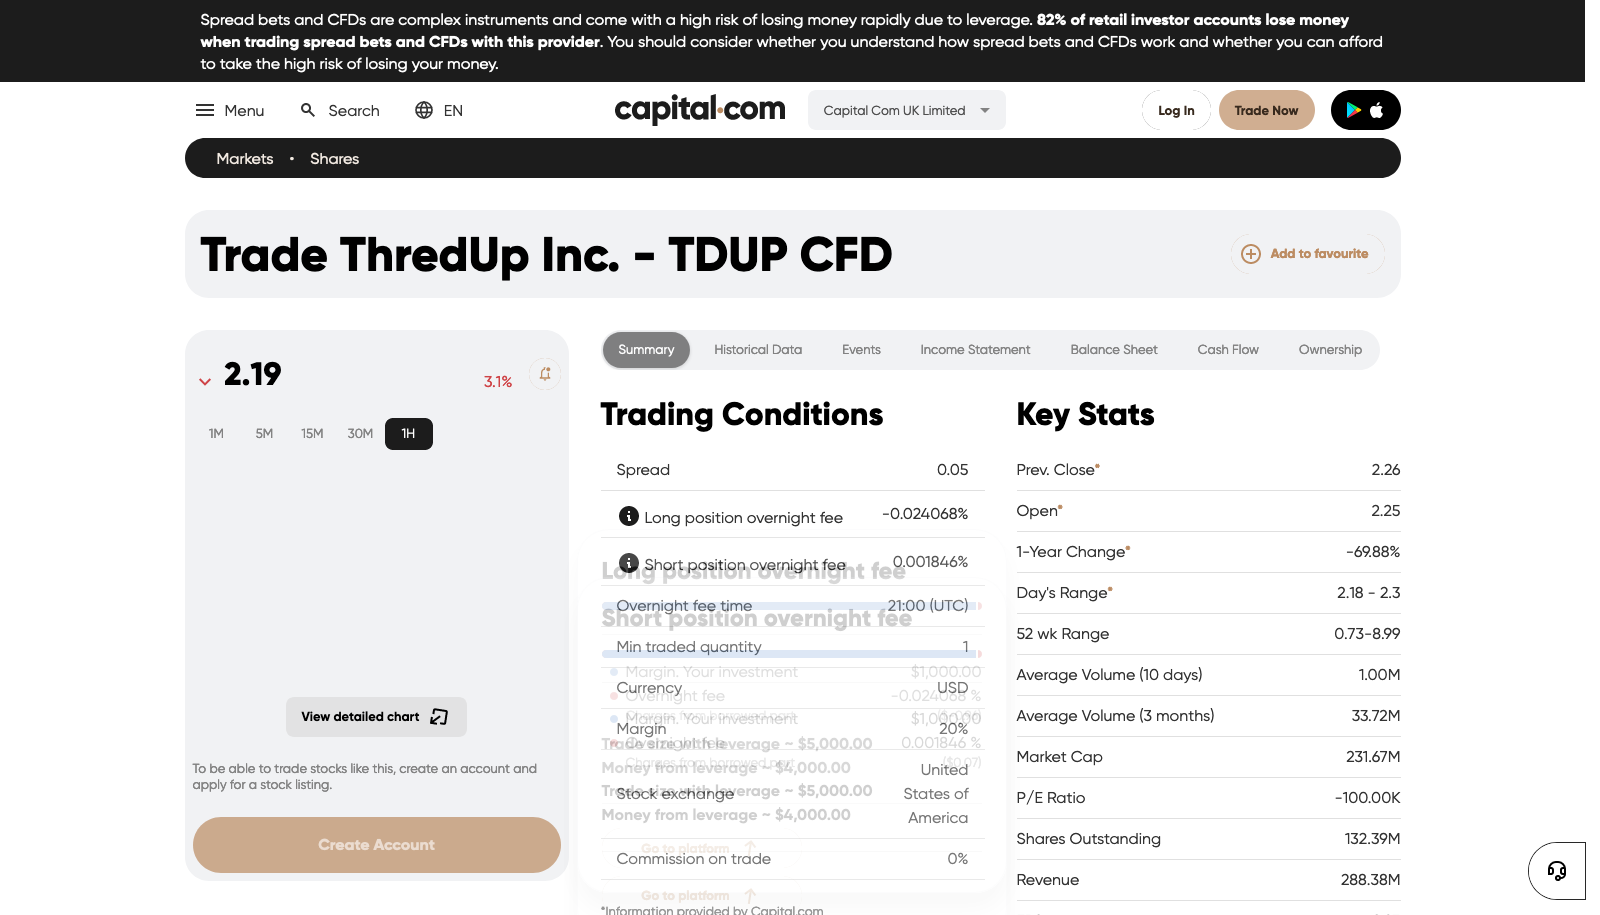 Spread bets and CFDs are complex instruments and come with a high risk of losing money rapidly due to leverage. 82% of retail investor accounts lose money
when trading spread bets and CFDs with this provider. You should consider whether you understand how spread bets and CFDs work and whether you can afford
to take the high risk of losing your money.
Menu
Search
EN
capital.com
Capital Com UK Limited
Log In
Trade Now
Markets • Shares
Trade ThredUp Inc. - TDUP CFD
Add to favourite
2.19
3.1%
1M 5M 15M 30M 1H
View detailed chart
To be able to trade stocks like this, create an account and
apply for a stock listing.
Create Account
Summary Historical Data Events Income Statement Balance Sheet Cash Flow Ownership
Trading Conditions
Spread 0.05
Long position overnight fee -0.024068%
Short position overnight fee 0.001846%
Long position overnight fee
Overnight fee time 21:00 (UTC)
Short position overnight fee
Min traded quantity 1
Margin. Your investment $1,000.00
Currency USD
Overnight fee -0.024068 %
Margin. Your investment $1,000.00
Margin 20%
Overnight fee 0.001846 %
Trade size with leverage ~ $5,000.00
Charges from borrowed part ($0.07)
Money from leverage ~ $4,000.00
Stock exchange United
States of
America
Trade size with leverage ~ $5,000.00
Money from leverage ~ $4,000.00
Go to platform
Commission on trade 0%
Go to platform
*Information provided by Capital.com
Key Stats
Prev. Close* 2.26
Open* 2.25
1-Year Change* -69.88%
Day's Range* 2.18 - 2.3
52 wk Range 0.73-8.99
Average Volume (10 days) 1.00M
Average Volume (3 months) 33.72M
Market Cap 231.67M
P/E Ratio -100.00K
Shares Outstanding 132.39M
Revenue 288.38M